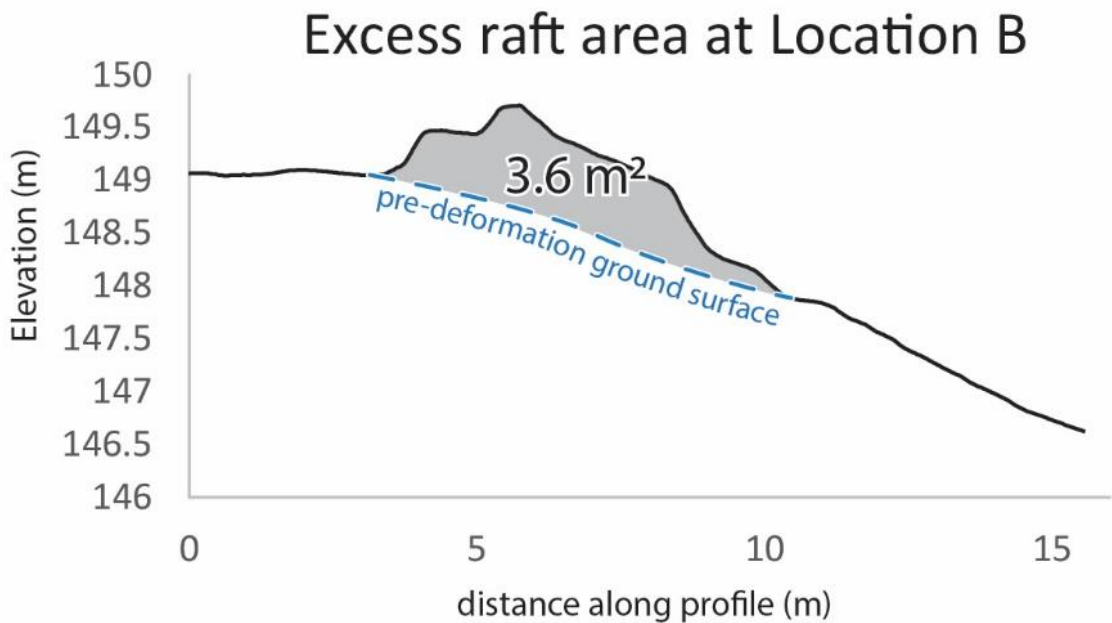 Excess raft area at Location B
150
149.5
149
148.5
148
147.5
147
146.5
146
Elevation (m)
3.6 m²
pre-deformation ground surface
0
5
10
15
distance along profile (m)